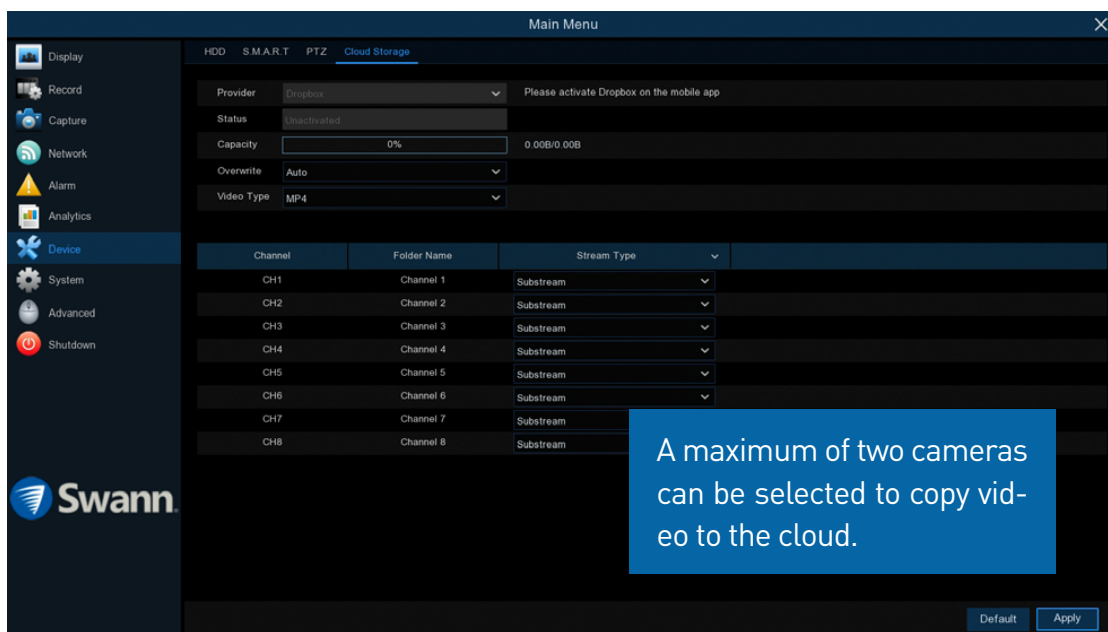 Main Menu
Display
Record
Capture
Network
Alarm
Analytics
Device
System
Advanced
Shutdown
Swann
HDD S.M.A.R.T PTZ Cloud Storage
Provider Dropbox Please activate Dropbox on the mobile app
Status Unactivated
Capacity 0% 0.00B/0.00B
Overwrite Auto
Video Type MP4
Channel Folder Name Stream Type
CH1 Channel 1 Substream
CH2 Channel 2 Substream
CH3 Channel 3 Substream
CH4 Channel 4 Substream
CH5 Channel 5 Substream
CH6 Channel 6 Substream
CH7 Channel 7 Substream
CH8 Channel 8 Substream
A maximum of two cameras
can be selected to copy vid-
eo to the cloud.
Default Apply